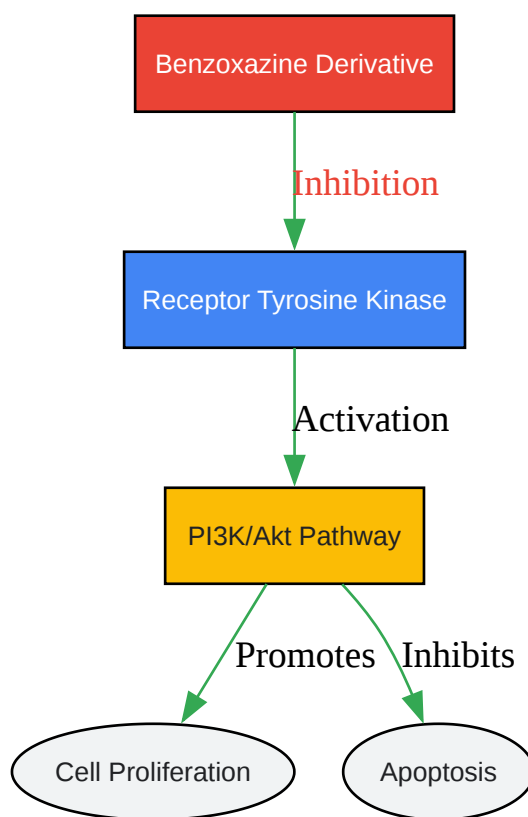 Benzoxazine Derivative
Inhibition
Receptor Tyrosine Kinase
Activation
PI3K/Akt Pathway
Promotes
Inhibits
Cell Proliferation
Apoptosis